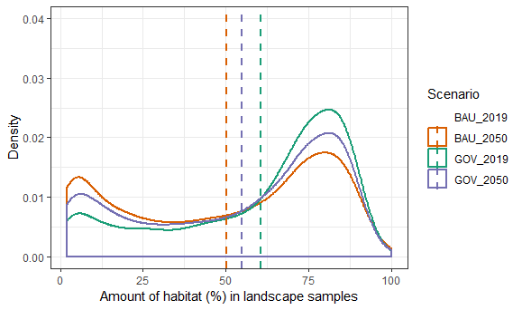 0.04
0.03
0.02
0.01
0.00
Density
0
25
50
75
100
Amount of habitat (%) in landscape samples
Scenario
BAU_2019
BAU_2050
GOV_2019
GOV_2050